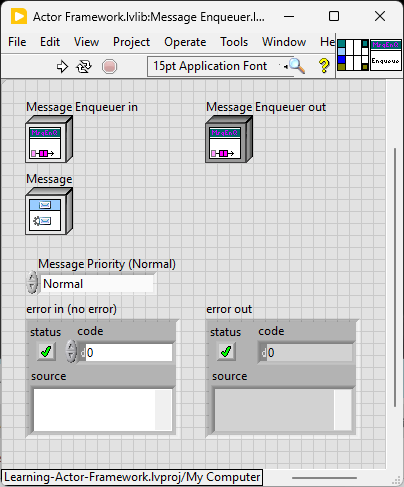 Actor Framework.lvlib:Message Enqueuer.l...
File Edit View Project Operate Tools Window He
15pt Application Font
?
Enqueue
Message Enqueuer in
Message Enqueuer out
Message
Message Priority (Normal)
Normal
error in (no error)
error out
status code
status code
d 0
d 0
source
source
Learning-Actor-Framework.lvproj/My Computer